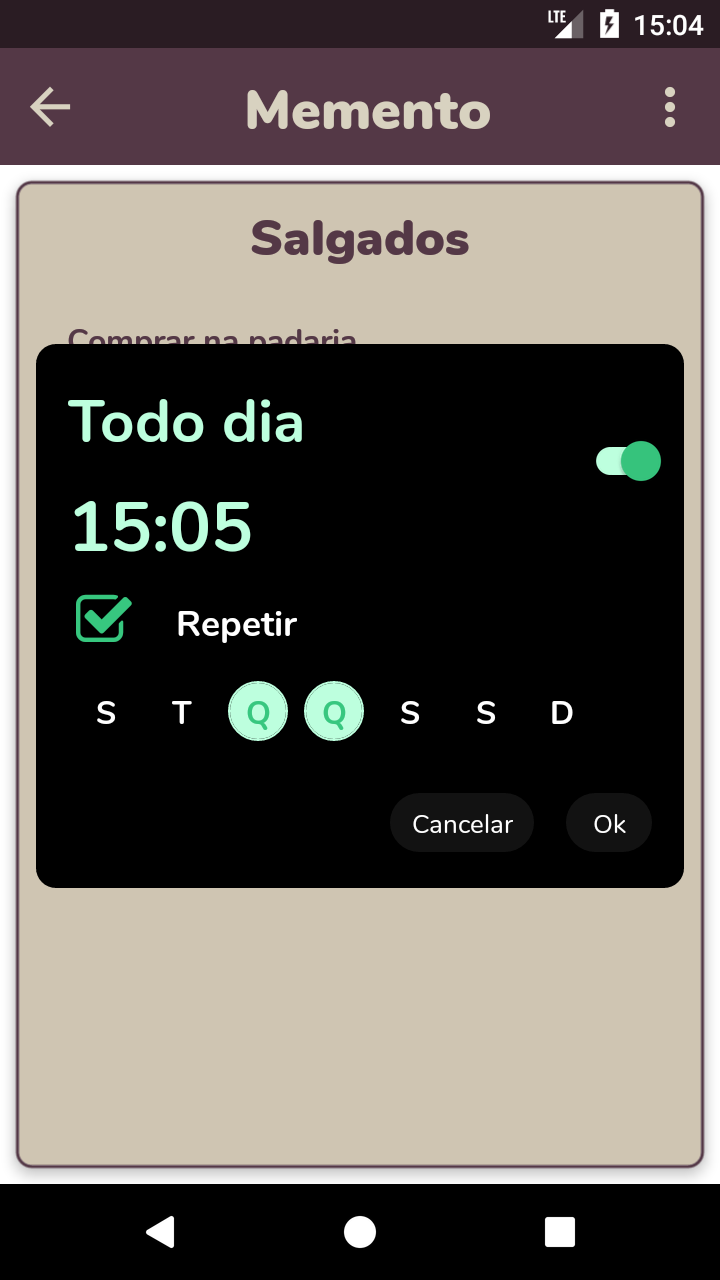 LTE 15:04
Memento
Salgados
Comprar na padaria
Todo dia
15:05
Repetir
S T Q Q S S D
Cancelar Ok